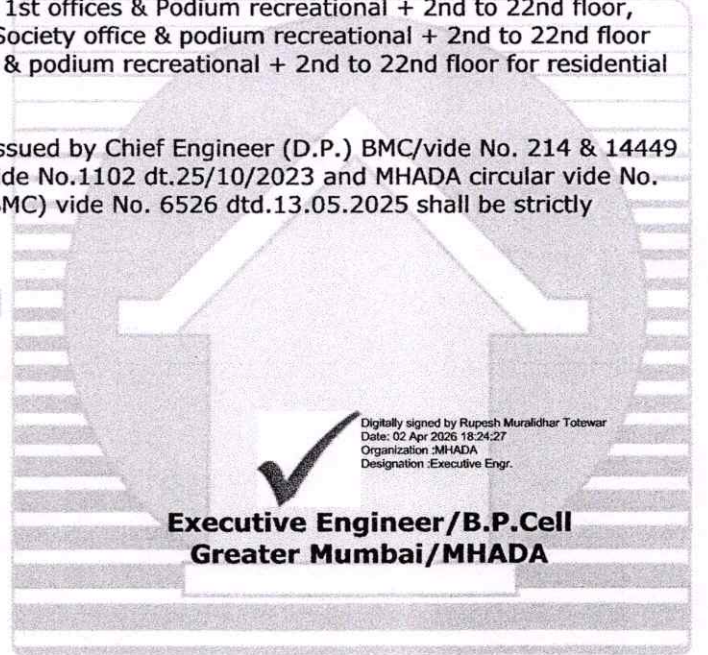 1st offices & Podium recreational + 2nd to 22nd floor,
Society office & podium recreational + 2nd to 22nd floor
& podium recreational + 2nd to 22nd floor for residential
issued by Chief Engineer (D.P.) BMC/vide No. 214 & 14449
de No.1102 dt.25/10/2023 and MHADA circular vide No.
BMC) vide No. 6526 dtd.13.05.2025 shall be strictly
Digitally signed by Rupesh Muralidhar Totewar
Date: 02 Apr 2026 18:24:27
Organization :MHADA
Designation :Executive Engr.
Executive Engineer/B.P.Cell
Greater Mumbai/MHADA